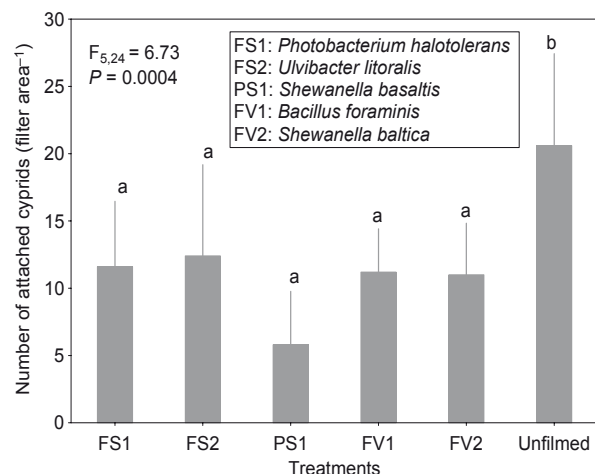 Number of attached cyprids (filter area⁻¹)
30
25
20
15
10
5
0
F5,24 = 6.73
P = 0.0004
FS1: Photobacterium halotolerans
FS2: Ulvibacter litoralis
PS1: Shewanella basaltis
FV1: Bacillus foraminis
FV2: Shewanella baltica
a
a
a
a
a
b
FS1 FS2 PS1 FV1 FV2 Unfilmed
Treatments